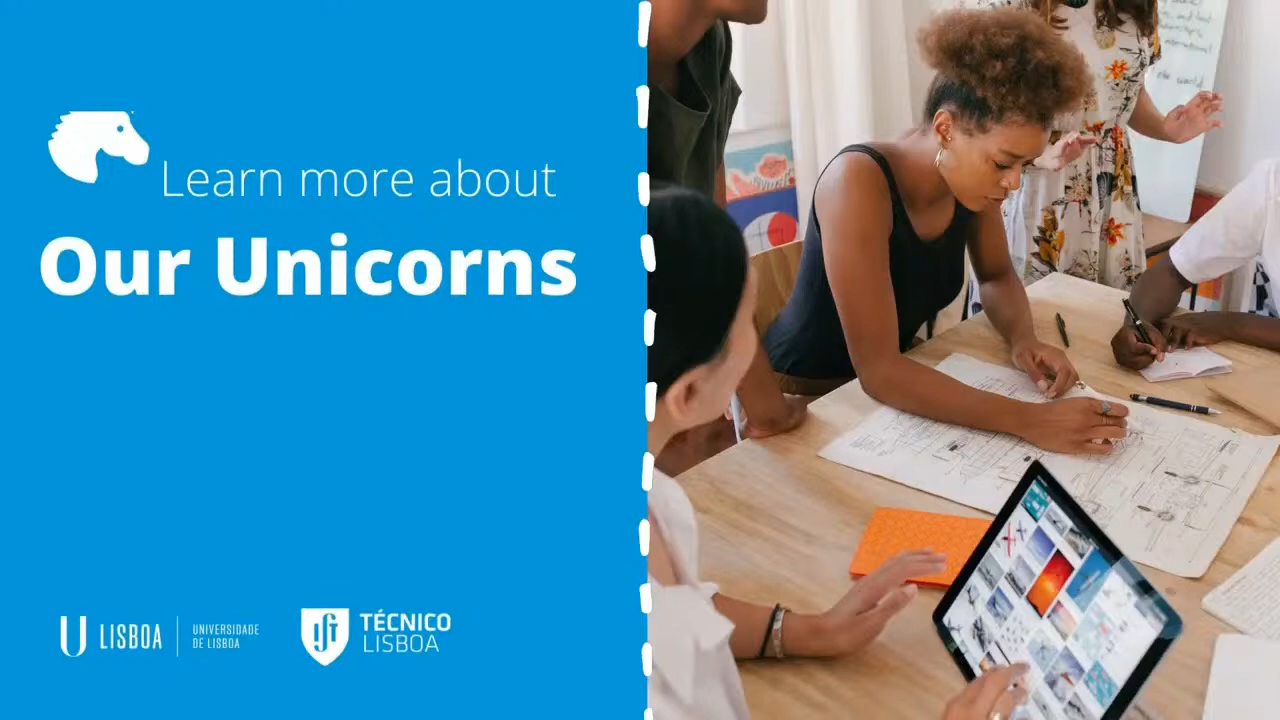 Learn more about
Our Unicorns
LISBOA
UNIVERSIDADE
DE LISBOA
TÉCNICO
LISBOA